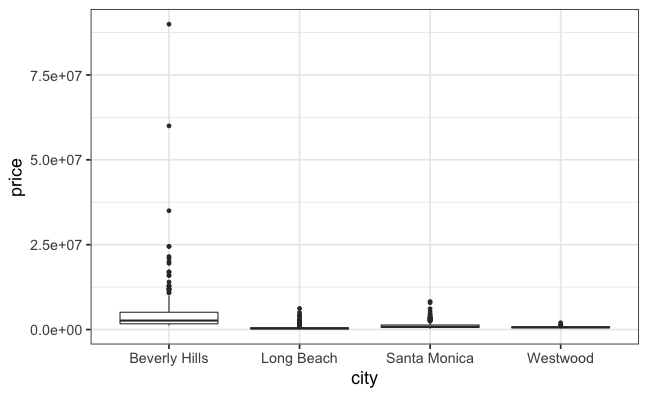 7.5e+07
5.0e+07
2.5e+07
0.0e+00
price
Beverly Hills
Long Beach
Santa Monica
Westwood
city